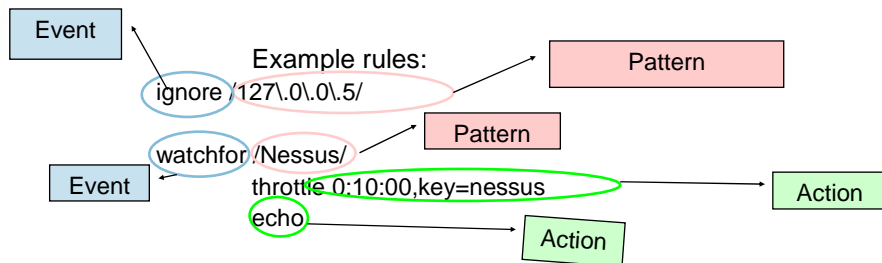 Event
Example rules:
Pattern
ignore /127\.0\.0\.5/
Pattern
watchfor /Nessus/
Event
throttle 0:10:00,key=nessus
Action
echo
Action